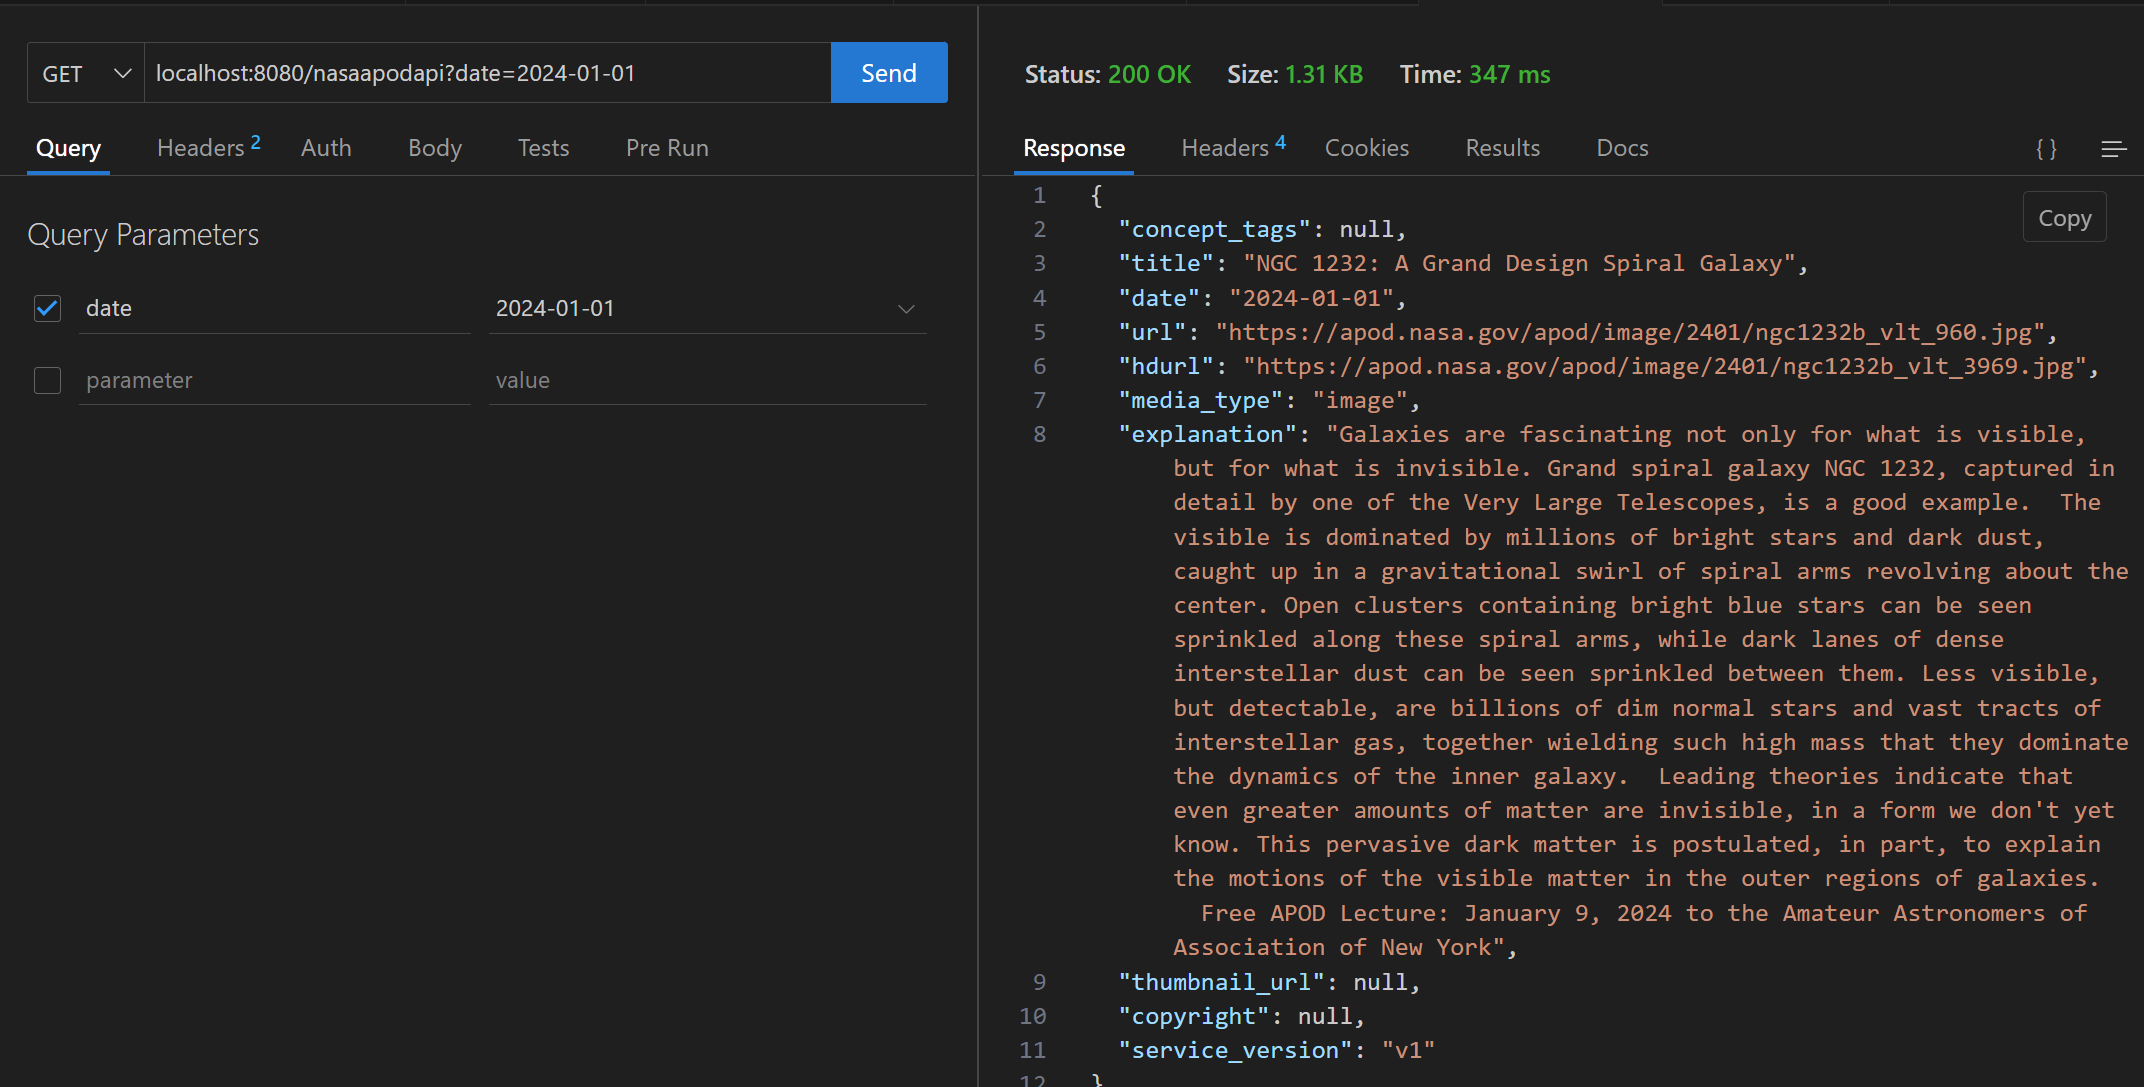 GET localhost:8080/nasaapodapi?date=2024-01-01 Send
Query Headers 2 Auth Body Tests Pre Run
Query Parameters
date 2024-01-01
parameter value
Status: 200 OK Size: 1.31 KB Time: 347 ms
Response Headers 4 Cookies Results Docs { }
Copy
1 {
2 "concept_tags": null,
3 "title": "NGC 1232: A Grand Design Spiral Galaxy",
4 "date": "2024-01-01",
5 "url": "https://apod.nasa.gov/apod/image/2401/ngc1232b_vlt_960.jpg",
6 "hdurl": "https://apod.nasa.gov/apod/image/2401/ngc1232b_vlt_3969.jpg",
7 "media_type": "image",
8 "explanation": "Galaxies are fascinating not only for what is visible,
but for what is invisible. Grand spiral galaxy NGC 1232, captured in
detail by one of the Very Large Telescopes, is a good example.  The
visible is dominated by millions of bright stars and dark dust,
caught up in a gravitational swirl of spiral arms revolving about the
center. Open clusters containing bright blue stars can be seen
sprinkled along these spiral arms, while dark lanes of dense
interstellar dust can be seen sprinkled between them. Less visible,
but detectable, are billions of dim normal stars and vast tracts of
interstellar gas, together wielding such high mass that they dominate
the dynamics of the inner galaxy.  Leading theories indicate that
even greater amounts of matter are invisible, in a form we don't yet
know. This pervasive dark matter is postulated, in part, to explain
the motions of the visible matter in the outer regions of galaxies.
Free APOD Lecture: January 9, 2024 to the Amateur Astronomers of
Association of New York",
9 "thumbnail_url": null,
10 "copyright": null,
11 "service_version": "v1"
12 }